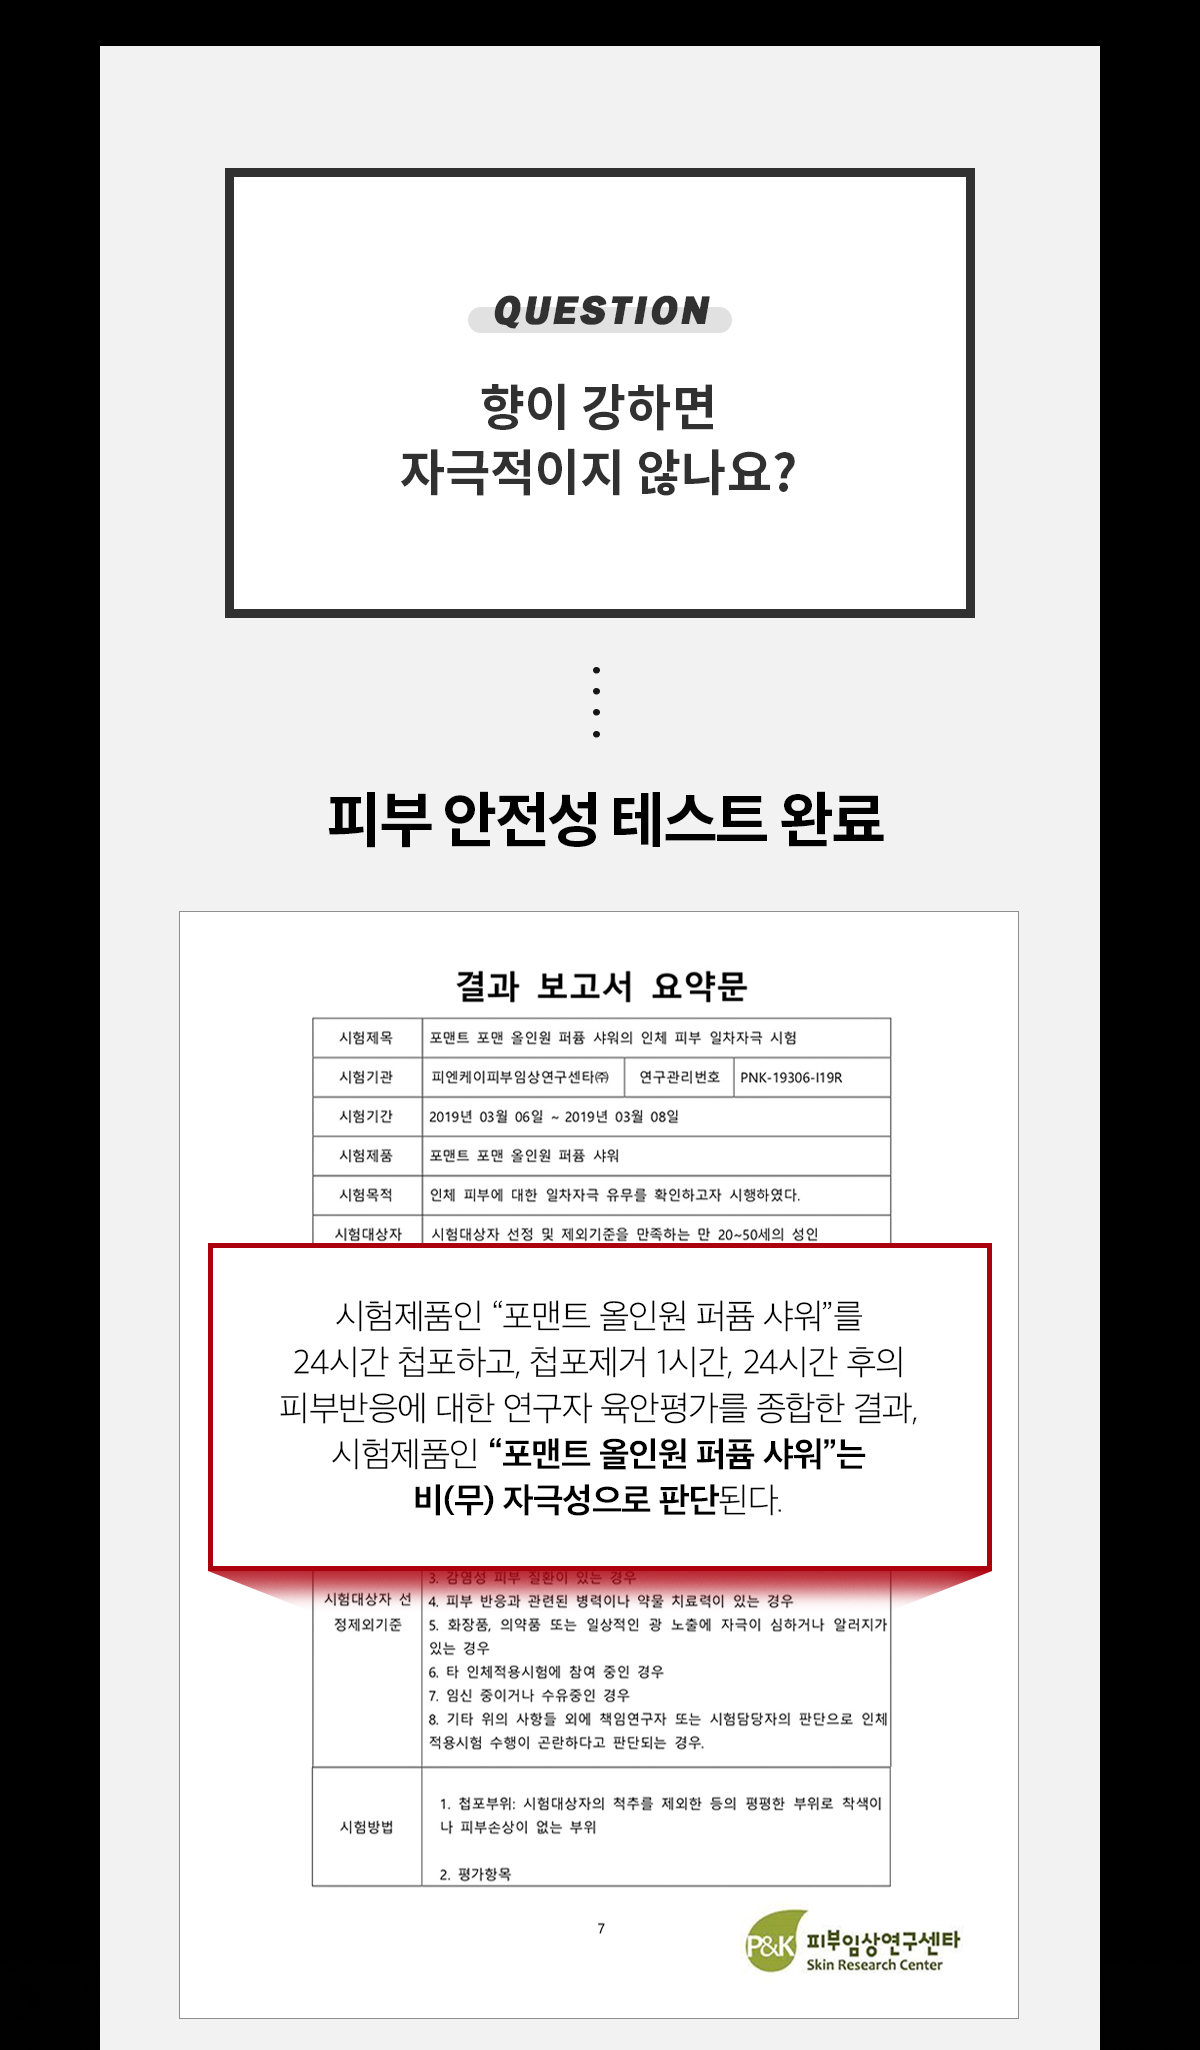 QUESTION
향이 강하면
자극적이지 않나요?
피부 안전성 테스트 완료
결과 보고서 요약문
시험제목 포맨트 포맨 올인원 퍼퓸 샤워의 인체 피부 일차자극 시험
시험기관 피엔케이피부임상연구센타㈜ 연구관리번호 PNK-19306-I19R
시험기간 2019년 03월 06일 ~ 2019년 03월 08일
시험제품 포맨트 포맨 올인원 퍼퓸 샤워
시험목적 인체 피부에 대한 일차자극 유무를 확인하고자 시행하였다.
시험대상자 시험대상자 선정 및 제외기준을 만족하는 만 20~50세의 성인
시험제품인 “포맨트 올인원 퍼퓸 샤워”를
24시간 첩포하고, 첩포제거 1시간, 24시간 후의
피부반응에 대한 연구자 육안평가를 종합한 결과,
시험제품인 “포맨트 올인원 퍼퓸 샤워”는
비(무) 자극성으로 판단된다.
3. 감염성 피부 질환이 있는 경우
시험대상자 선
정제외기준
4. 피부 반응과 관련된 병력이나 약물 치료력이 있는 경우
5. 화장품, 의약품 또는 일상적인 광 노출에 자극이 심하거나 알러지가
있는 경우
6. 타 인체적용시험에 참여 중인 경우
7. 임신 중이거나 수유중인 경우
8. 기타 위의 사항들 외에 책임연구자 또는 시험담당자의 판단으로 인체
적용시험 수행이 곤란하다고 판단되는 경우.
시험방법
1. 첩포부위: 시험대상자의 척추를 제외한 등의 평평한 부위로 착색이
나 피부손상이 없는 부위
2. 평가항목
7
P&K 피부임상연구센타
Skin Research Center